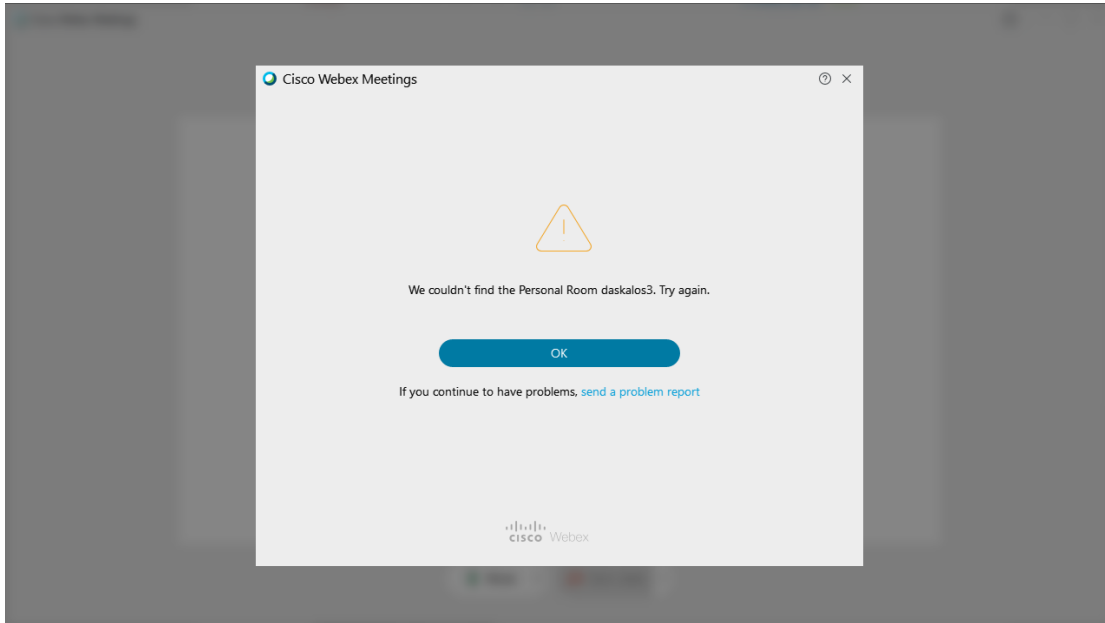 Cisco Webex Meetings
We couldn't find the Personal Room daskalos3. Try again.
OK
If you continue to have problems, send a problem report
cisco Webex